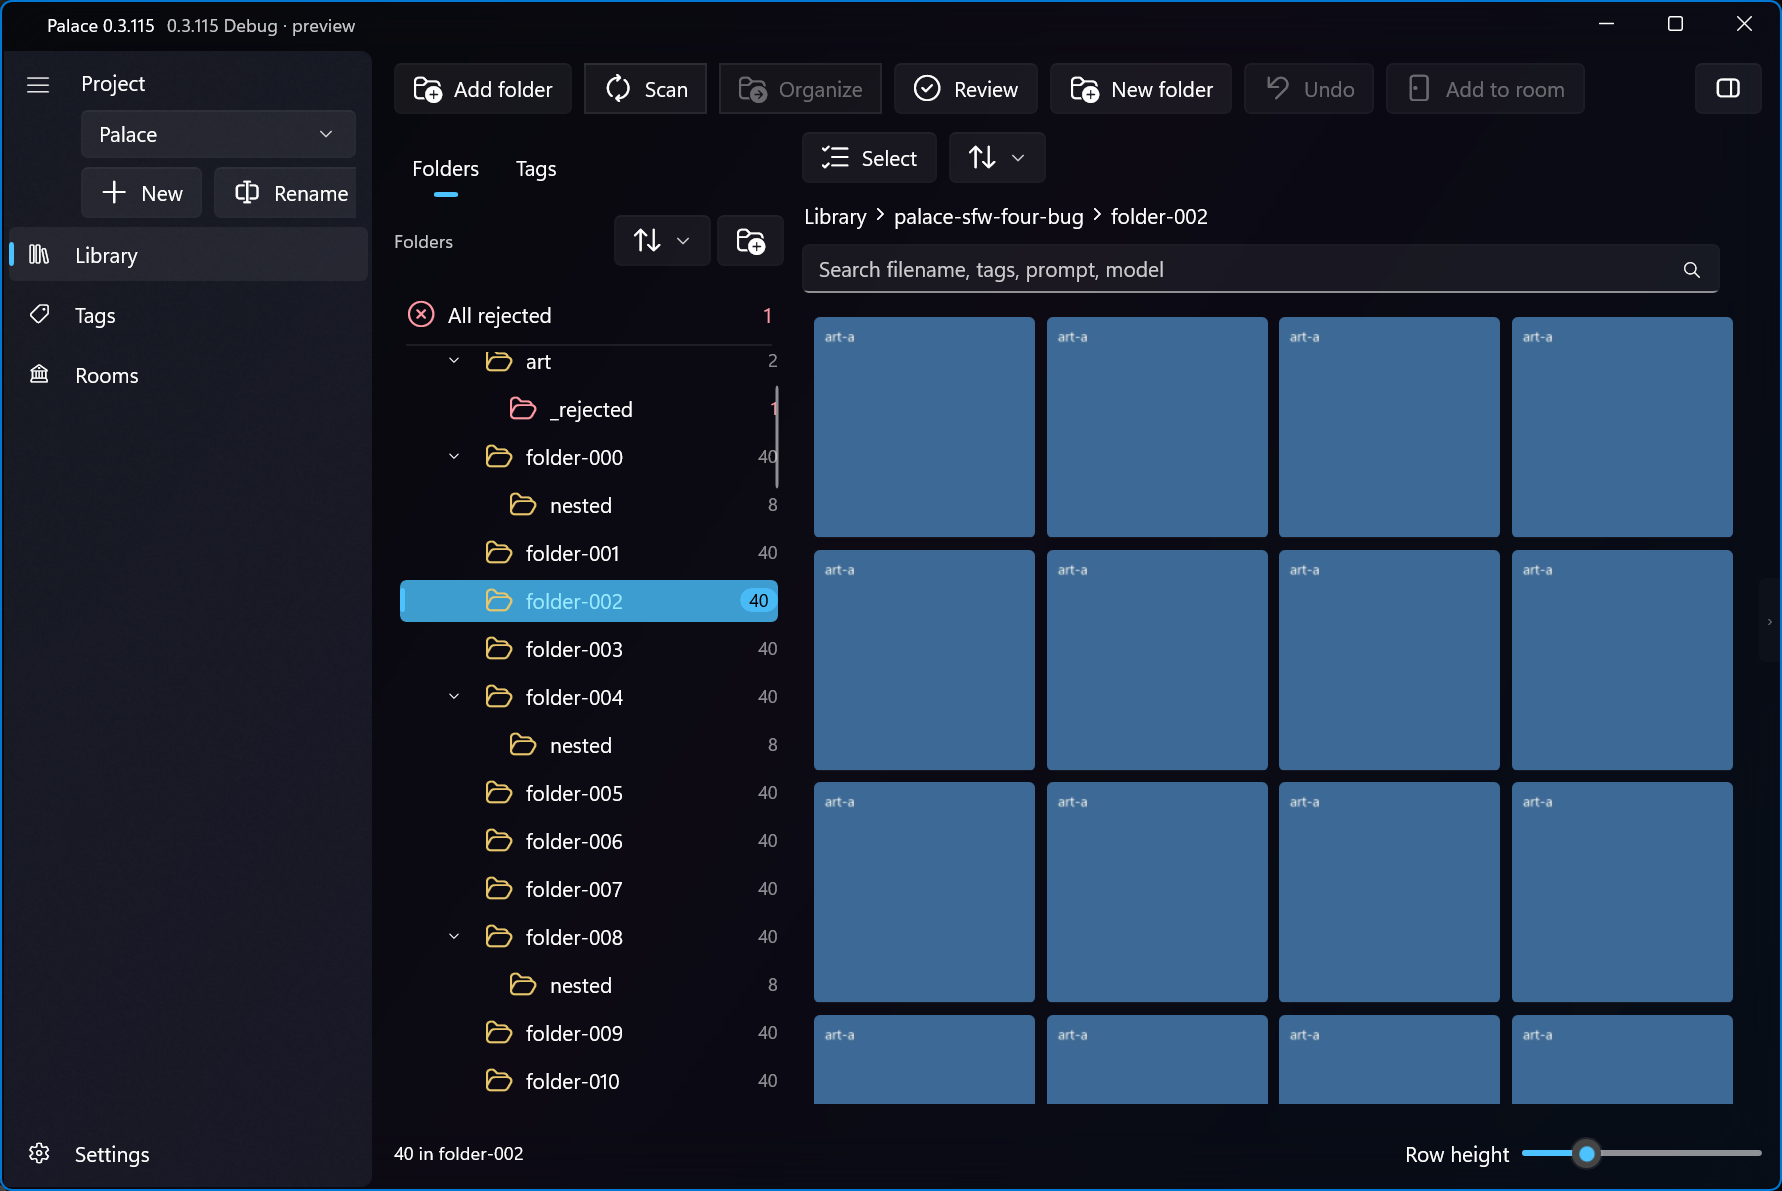 Palace 0.3.115 0.3.115 Debug · preview
Project
Palace
New
Rename
Library
Tags
Rooms
Settings
Add folder
Scan
Organize
Review
New folder
Undo
Add to room
Folders
Tags
Folders
All rejected 1
art 2
_rejected 1
folder-000 40
nested 8
folder-001 40
folder-002 40
folder-003 40
folder-004 40
nested 8
folder-005 40
folder-006 40
folder-007 40
folder-008 40
nested 8
folder-009 40
folder-010 40
40 in folder-002
Select
Library > palace-sfw-four-bug > folder-002
Search filename, tags, prompt, model
art-a art-a art-a art-a
art-a art-a art-a art-a
art-a art-a art-a art-a
art-a art-a art-a art-a
Row height